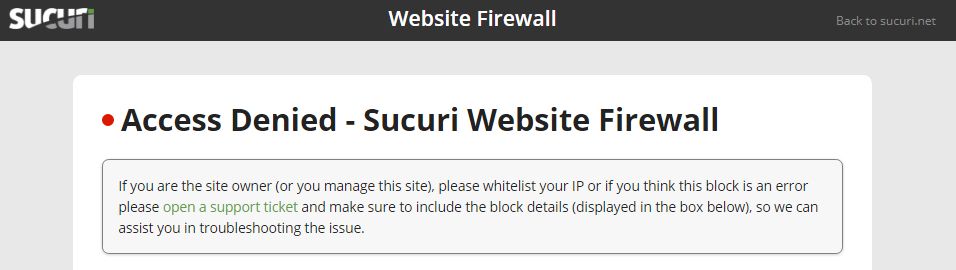 sucuri Website Firewall Back to sucuri.net
Access Denied - Sucuri Website Firewall
If you are the site owner (or you manage this site), please whitelist your IP or if you think this block is an error
please open a support ticket and make sure to include the block details (displayed in the box below), so we can
assist you in troubleshooting the issue.